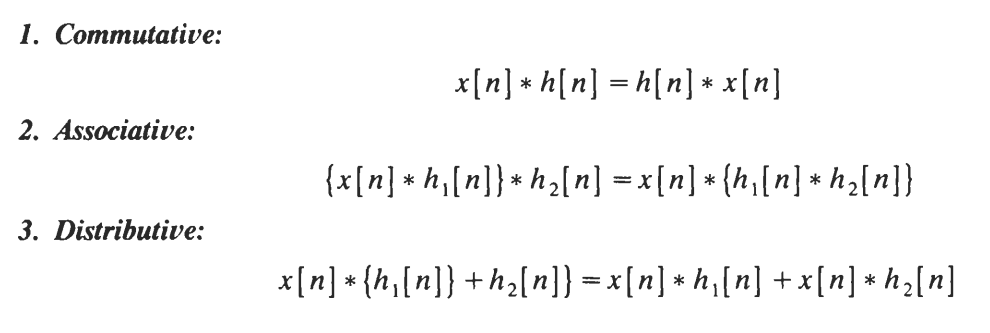 1. Commutative:
x[n] * h[n] = h[n] * x[n]
2. Associative:
{x[n] * h₁[n]} * h₂[n] = x[n] * {h₁[n] * h₂[n]}
3. Distributive:
x[n] * {h₁[n]} + h₂[n]} = x[n] * h₁[n] + x[n] * h₂[n]